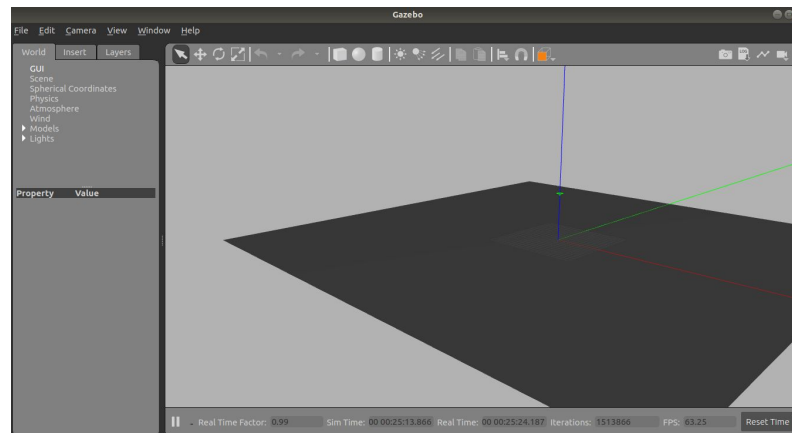 Gazebo
File Edit Camera View Window Help
World Insert Layers
GUI
Scene
Spherical Coordinates
Physics
Atmosphere
Wind
Models
Lights
Property Value
Real Time Factor: 0.99 Sim Time: 00 00:25:13.866 Real Time: 00 00:25:24.187 Iterations: 1513866 FPS: 63.25 Reset Time